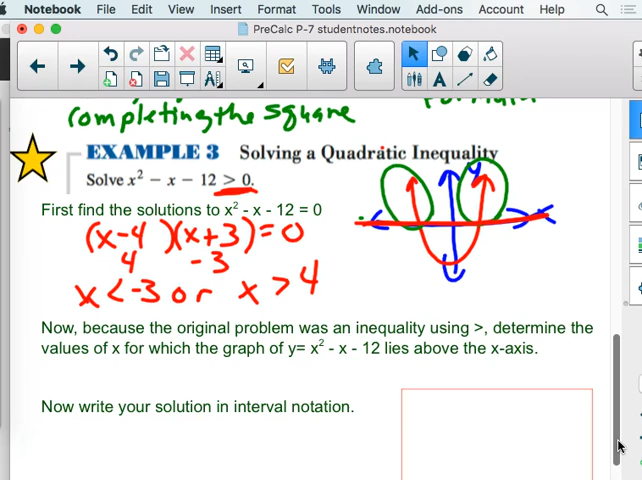 Notebook File Edit View Insert Format Tools Window Add-ons Account Help
PreCalc P-7 studentnotes.notebook
completing the square
EXAMPLE 3 Solving a Quadratic Inequality
Solve x² − x − 12 > 0.
First find the solutions to x² - x - 12 = 0
(x-4)(x+3)=0
4 -3
x < -3 or x > 4
y
x
Now, because the original problem was an inequality using >, determine the
values of x for which the graph of y= x² - x - 12 lies above the x-axis.
Now write your solution in interval notation.